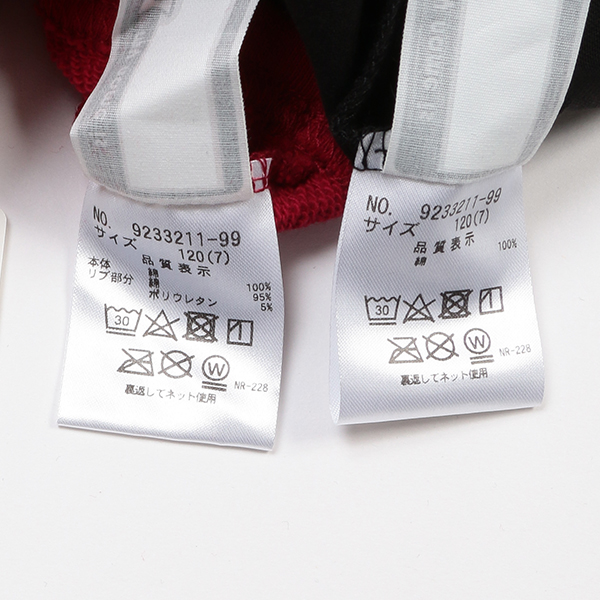 NO. 9233211-99
サイズ 120(7)
品質表示
本体 綿 100%
リブ部分 綿 95%
ポリウレタン 5%
30
W
NR-228
裏返してネット使用
NO. 9233211-99
サイズ 120(7)
品質表示
綿 100%
30
W
NR-228
裏返してネット使用